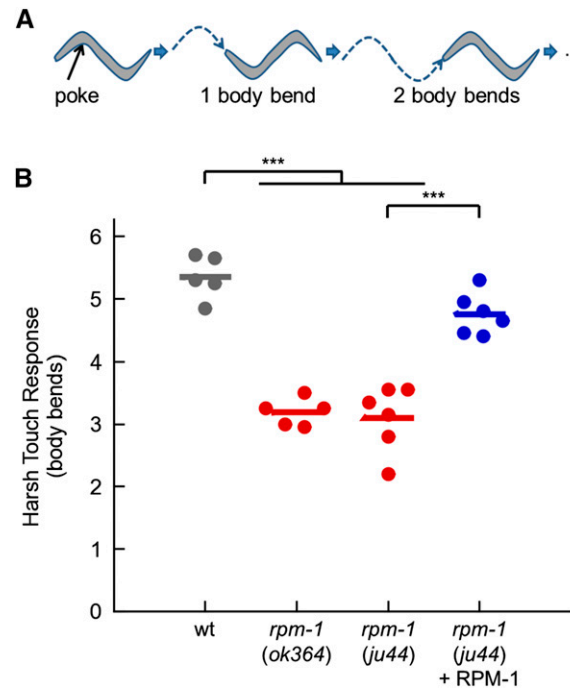 A
poke
1 body bend
2 body bends
B
***
***
Harsh Touch Response
(body bends)
6
5
4
3
2
1
0
wt
rpm-1
(ok364)
rpm-1
(ju44)
rpm-1
(ju44)
+ RPM-1